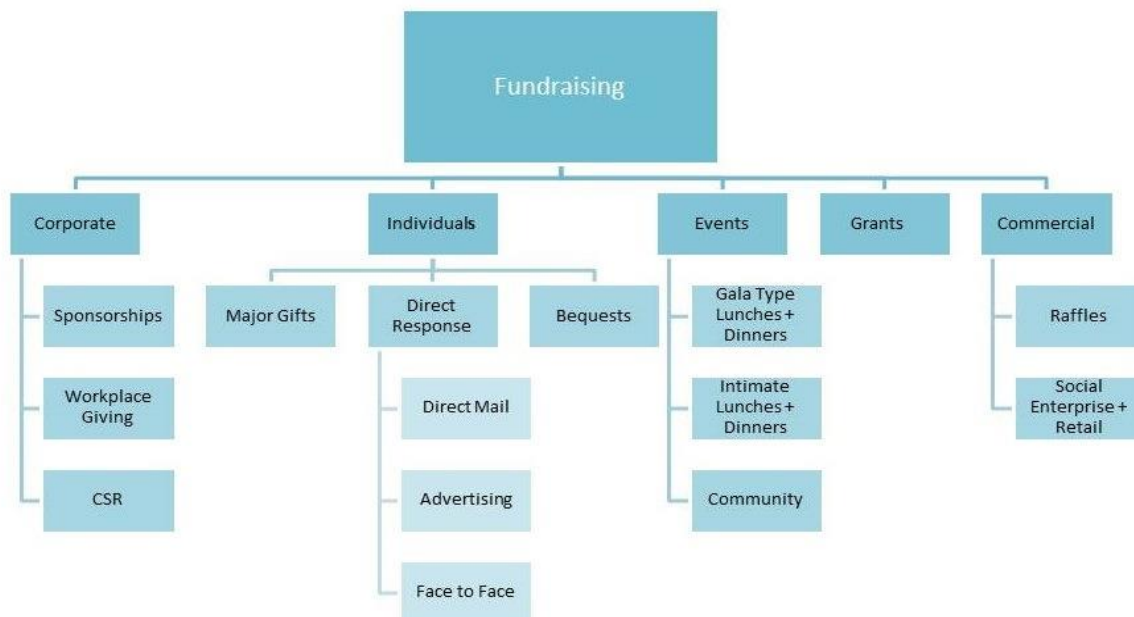 Fundraising
Corporate
Individuals
Events
Grants
Commercial
Sponsorships
Major Gifts
Direct
Response
Bequests
Gala Type
Lunches +
Dinners
Raffles
Workplace
Giving
Direct Mail
Intimate
Lunches +
Dinners
Social
Enterprise +
Retail
CSR
Advertising
Community
Face to Face